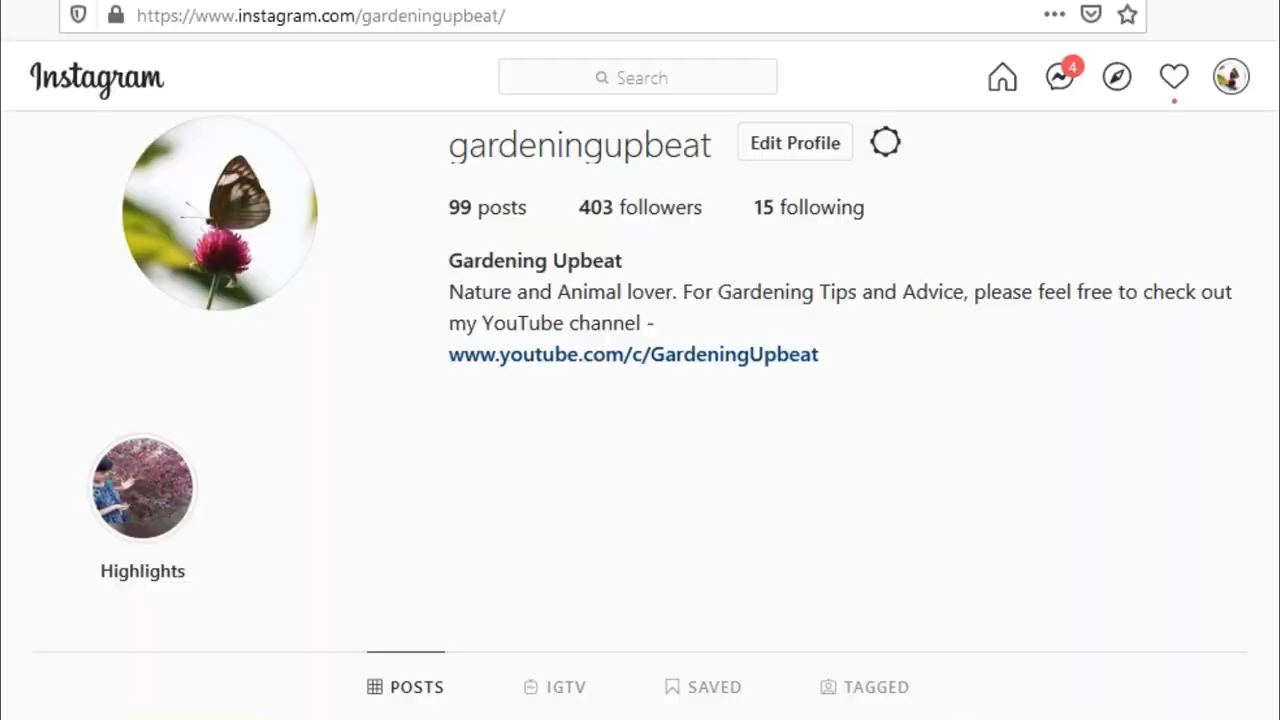 https://www.instagram.com/gardeningupbeat/
Instagram
Search
4
gardeningupbeat
Edit Profile
99 posts 403 followers 15 following
Gardening Upbeat
Nature and Animal lover. For Gardening Tips and Advice, please feel free to check out
my YouTube channel -
www.youtube.com/c/GardeningUpbeat
Highlights
POSTS IGTV SAVED TAGGED